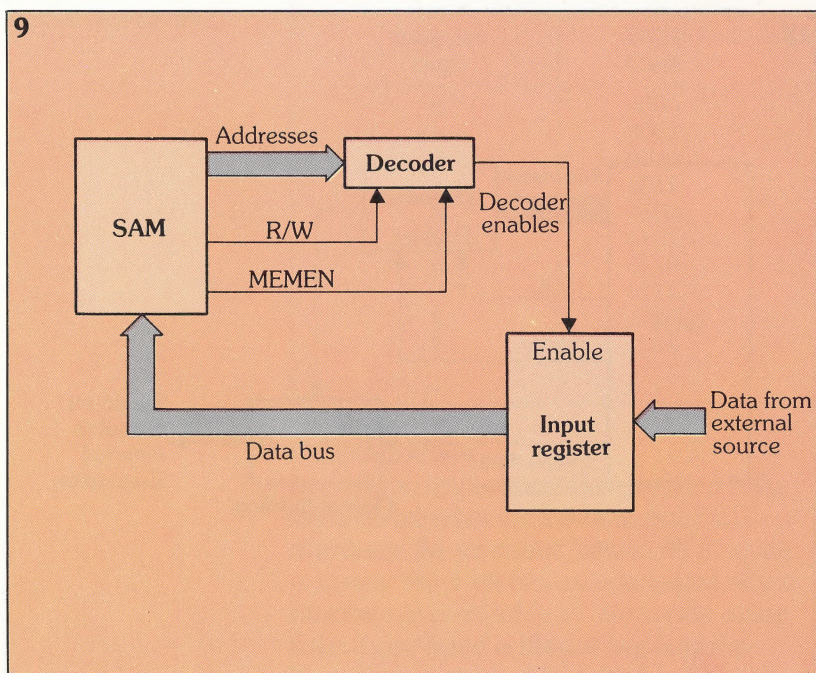 9
Addresses
Decoder
SAM
R/W
MEMEN
Decoder
enables
Enable
Input
register
Data from
external
source
Data bus